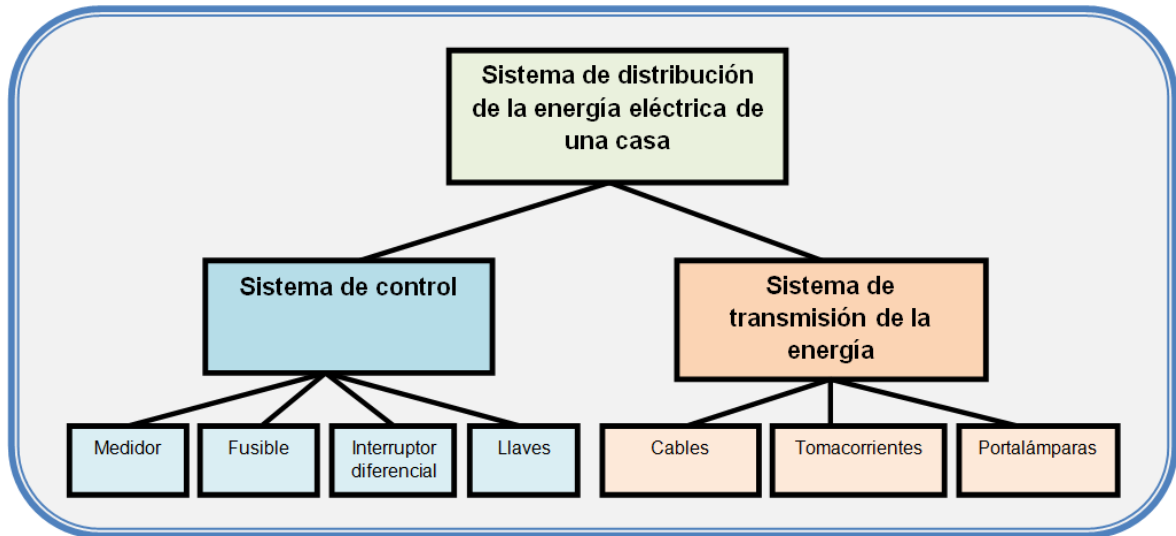 Sistema de distribución
de la energía eléctrica de
una casa
Sistema de control
Sistema de
transmisión de la
energía
Medidor
Fusible
Interruptor
diferencial
Llaves
Cables
Tomacorrientes
Portalámparas